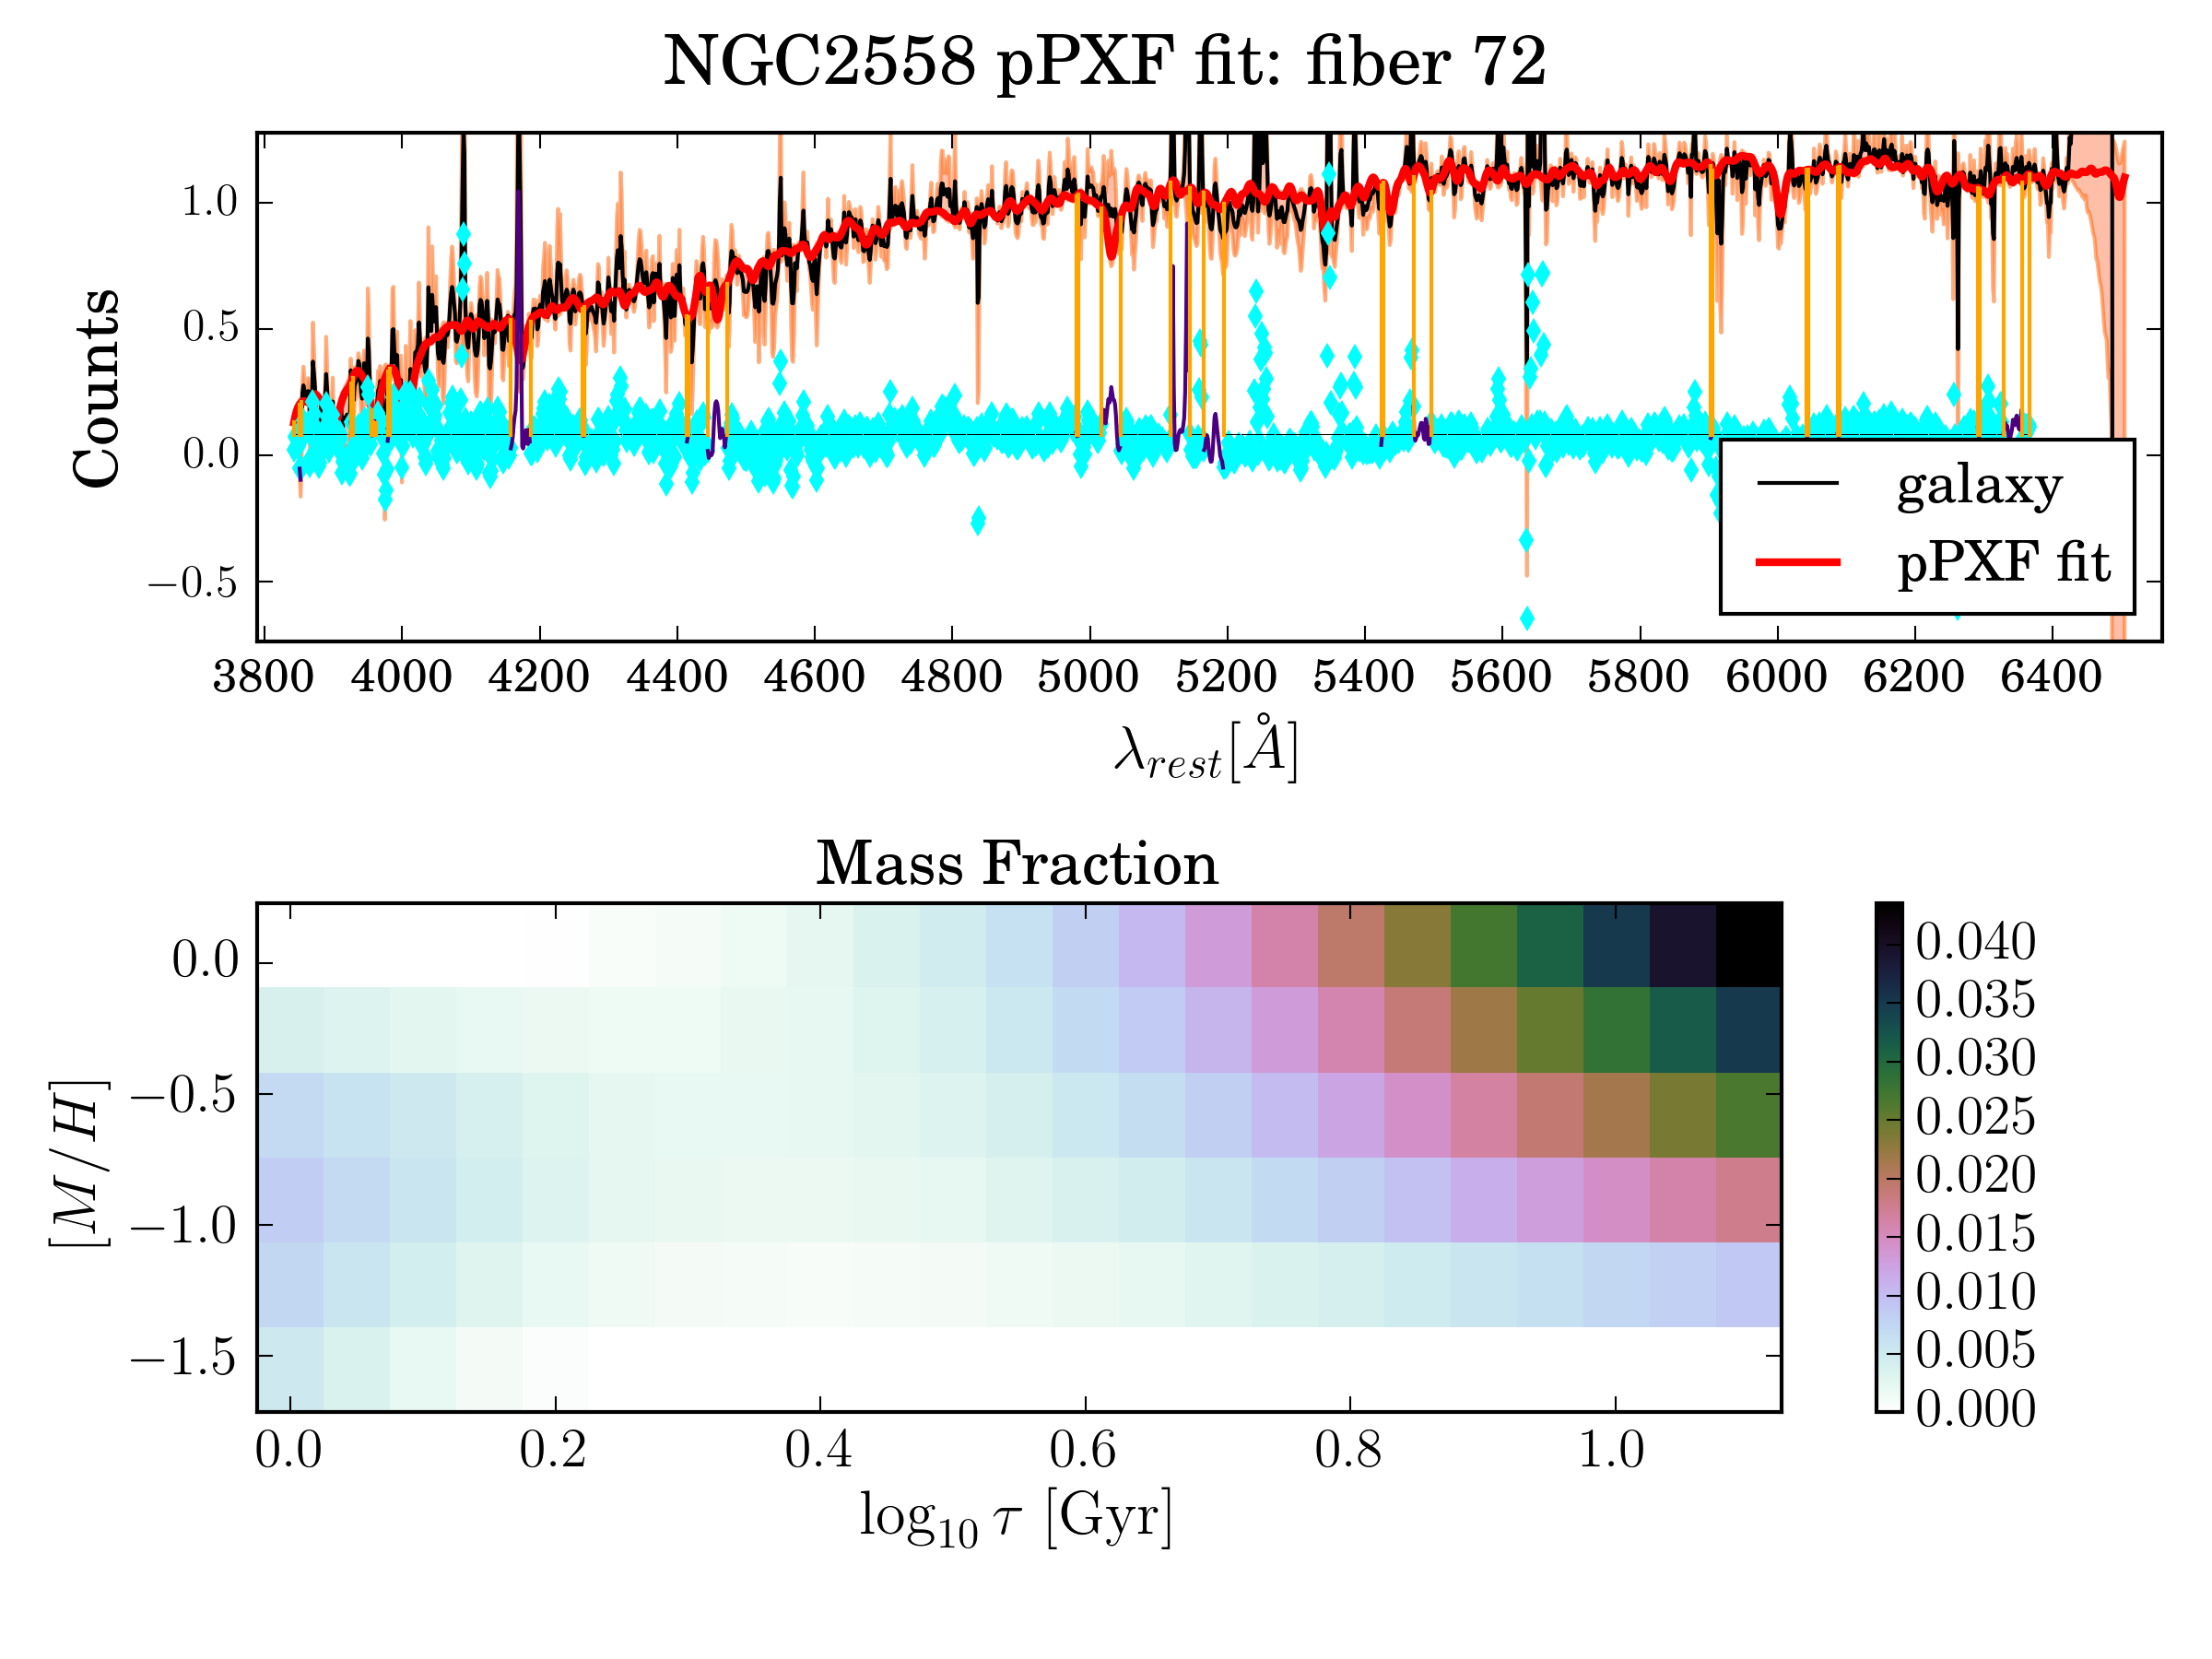 NGC2558 pPXF fit: fiber 72
Counts
1.0
0.5
0.0
−0.5
galaxy
pPXF fit
3800 4000 4200 4400 4600 4800 5000 5200 5400 5600 5800 6000 6200 6400
λ_rest[Å]
Mass Fraction
[M/H]
0.0
−0.5
−1.0
−1.5
0.0 0.2 0.4 0.6 0.8 1.0
log₁₀ τ [Gyr]
0.040
0.035
0.030
0.025
0.020
0.015
0.010
0.005
0.000